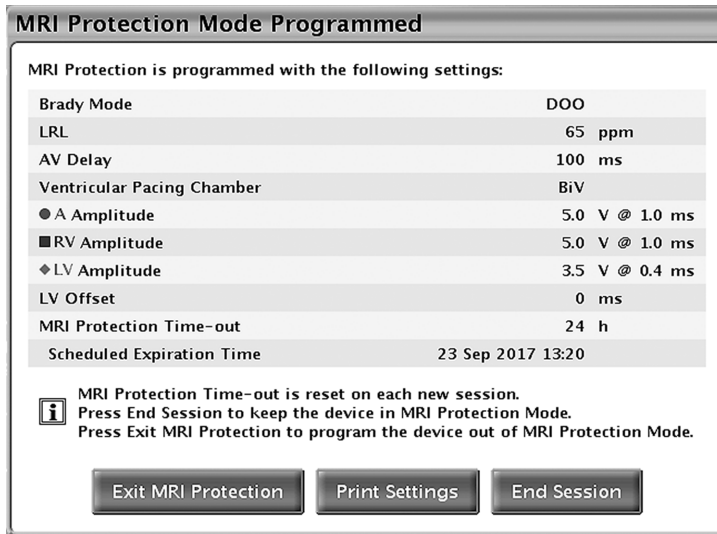 MRI Protection Mode Programmed
MRI Protection is programmed with the following settings:
Brady Mode DOO
LRL 65 ppm
AV Delay 100 ms
Ventricular Pacing Chamber BiV
A Amplitude 5.0 V @ 1.0 ms
RV Amplitude 5.0 V @ 1.0 ms
LV Amplitude 3.5 V @ 0.4 ms
LV Offset 0 ms
MRI Protection Time-out 24 h
Scheduled Expiration Time 23 Sep 2017 13:20
MRI Protection Time-out is reset on each new session.
Press End Session to keep the device in MRI Protection Mode.
Press Exit MRI Protection to program the device out of MRI Protection Mode.
Exit MRI Protection Print Settings End Session